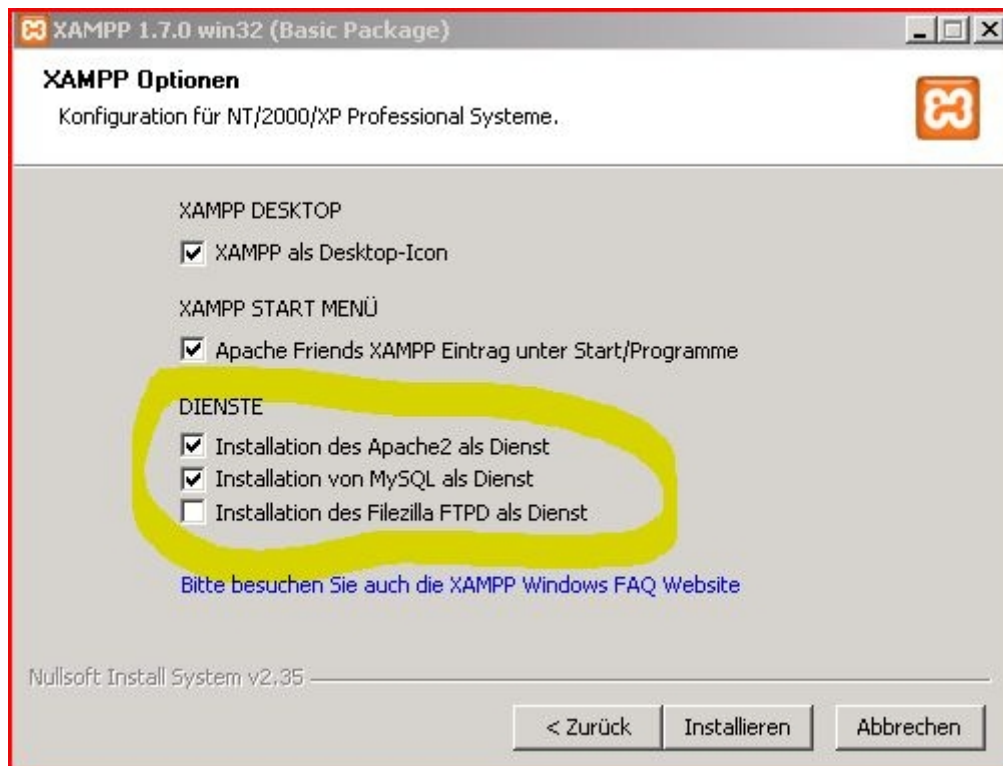 XAMPP 1.7.0 win32 (Basic Package)
XAMPP Optionen
Konfiguration für NT/2000/XP Professional Systeme.
XAMPP DESKTOP
XAMPP als Desktop-Icon
XAMPP START MENÜ
Apache Friends XAMPP Eintrag unter Start/Programme
DIENSTE
Installation des Apache2 als Dienst
Installation von MySQL als Dienst
Installation des Filezilla FTPD als Dienst
Bitte besuchen Sie auch die XAMPP Windows FAQ Website
Nullsoft Install System v2.35
< Zurück
Installieren
Abbrechen